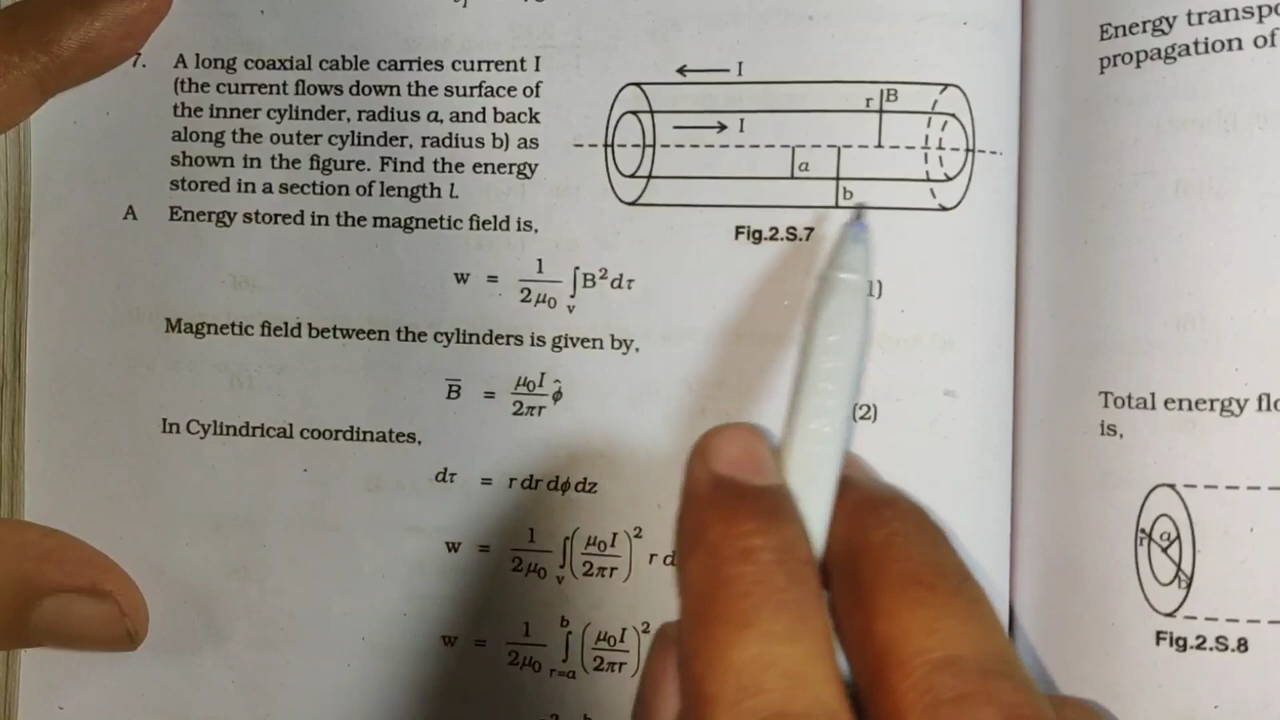 7. A long coaxial cable carries current I
(the current flows down the surface of
the inner cylinder, radius a, and back
along the outer cylinder, radius b) as
shown in the figure. Find the energy
stored in a section of length l.
I
I
r
B
a
b
Fig.2.S.7
A Energy stored in the magnetic field is,
w = 1/2μ₀ ∫v B²dτ
1)
Magnetic field between the cylinders is given by,
B̅ = μ₀I/2πr φ̂
(2)
In Cylindrical coordinates,
dτ = r dr dϕ dz
w = 1/2μ₀ ∫v (μ₀I/2πr)² r d
w = 1/2μ₀ ∫r=a b (μ₀I/2πr)²
Energy
propagation of
Total energy
is,
r
a
b
Fig.2.S.8